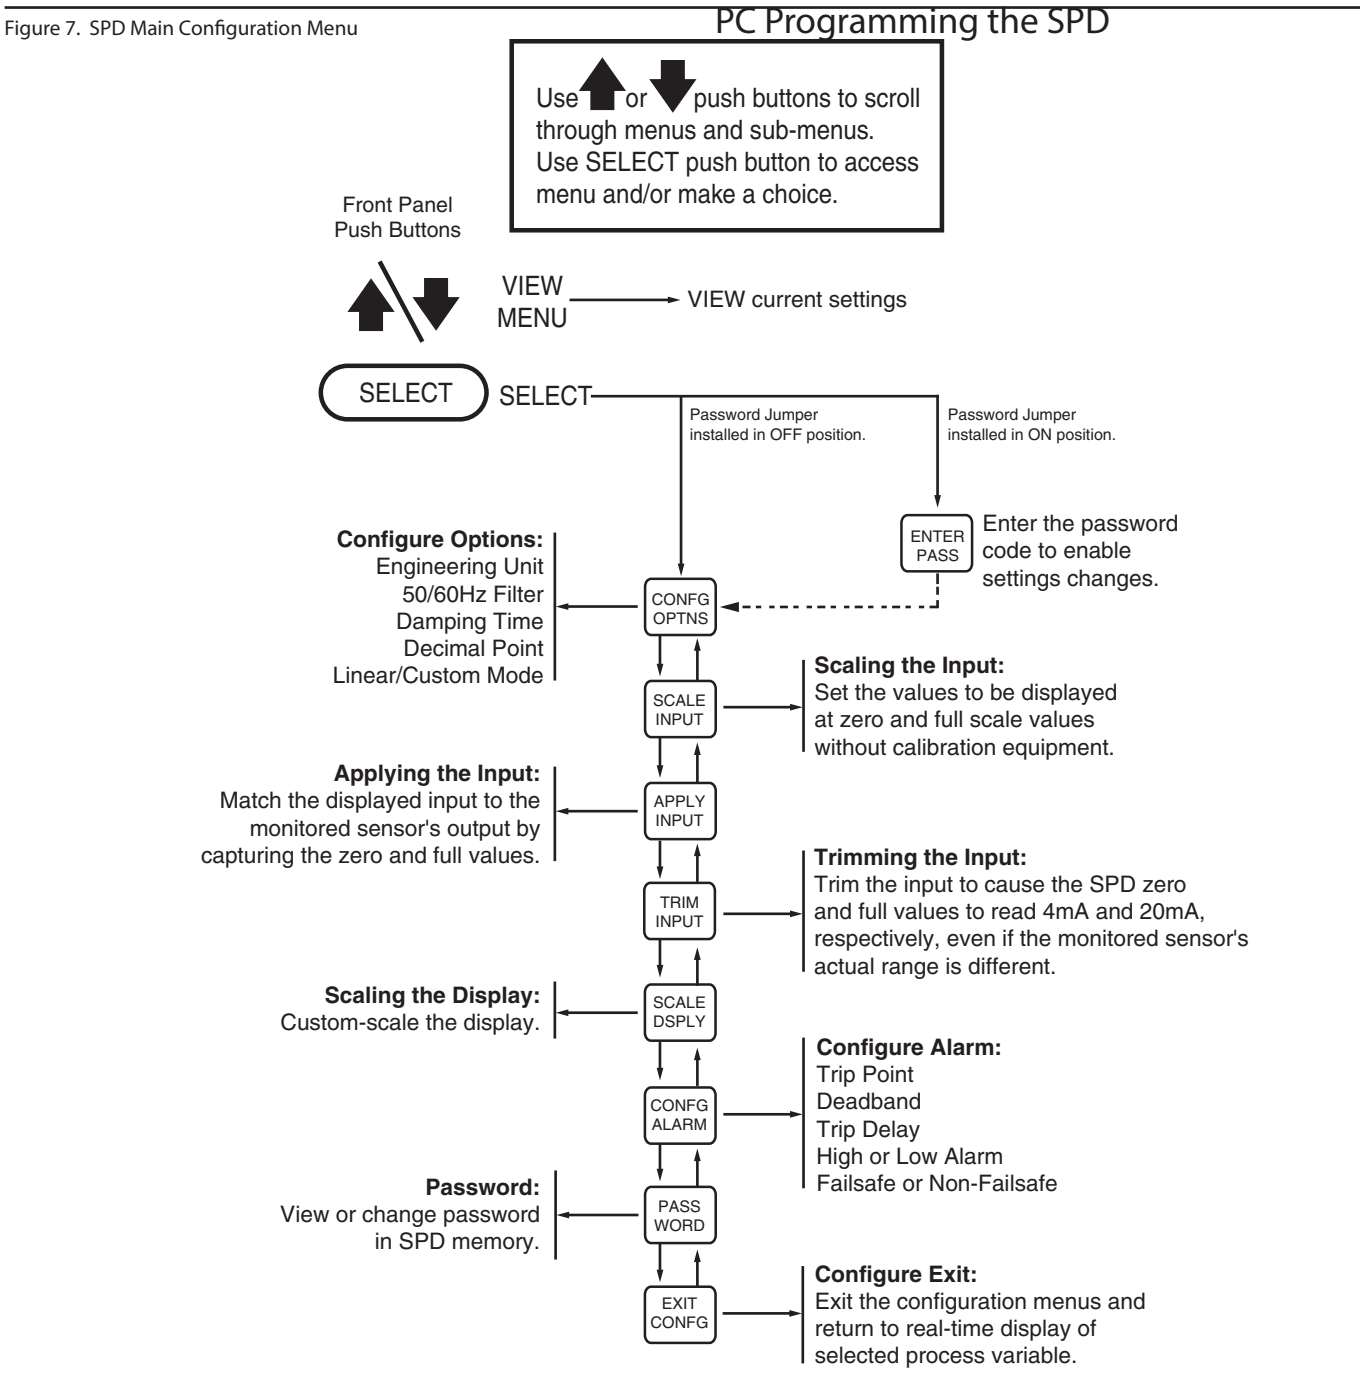 Figure 7. SPD Main Configuration Menu
PC Programming the SPD
Use or push buttons to scroll
through menus and sub-menus.
Use SELECT push button to access
menu and/or make a choice.
Front Panel
Push Buttons
VIEW
MENU
VIEW current settings
SELECT
SELECT
Password Jumper
installed in OFF position.
Password Jumper
installed in ON position.
ENTER
PASS
Enter the password
code to enable
settings changes.
Configure Options:
Engineering Unit
50/60Hz Filter
Damping Time
Decimal Point
Linear/Custom Mode
CONFG
OPTNS
SCALE
INPUT
Scaling the Input:
Set the values to be displayed
at zero and full scale values
without calibration equipment.
Applying the Input:
Match the displayed input to the
monitored sensor's output by
capturing the zero and full values.
APPLY
INPUT
TRIM
INPUT
Trimming the Input:
Trim the input to cause the SPD zero
and full values to read 4mA and 20mA,
respectively, even if the monitored sensor's
actual range is different.
Scaling the Display:
Custom-scale the display.
SCALE
DSPLY
CONFG
ALARM
Configure Alarm:
Trip Point
Deadband
Trip Delay
High or Low Alarm
Failsafe or Non-Failsafe
Password:
View or change password
in SPD memory.
PASS
WORD
EXIT
CONFG
Configure Exit:
Exit the configuration menus and
return to real-time display of
selected process variable.